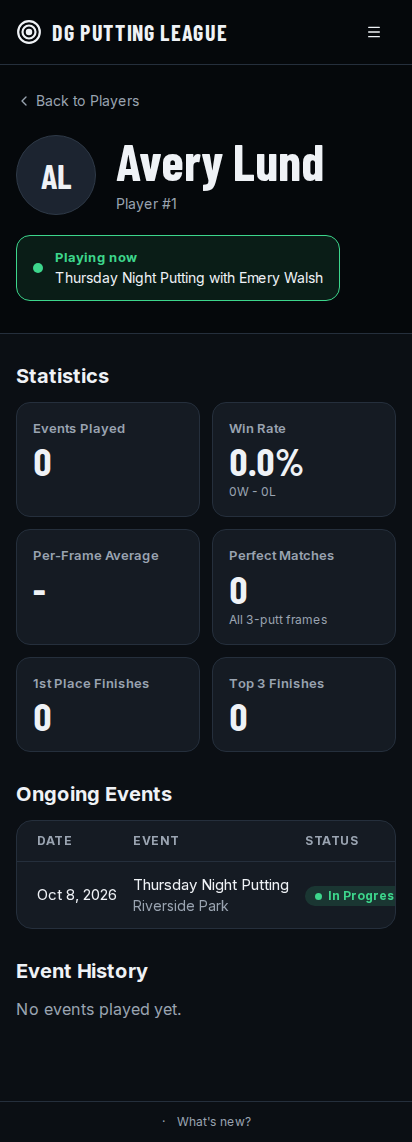 DG PUTTING LEAGUE
Back to Players
AL
Avery Lund
Player #1
Playing now
Thursday Night Putting with Emery Walsh
Statistics
Events Played
0
Win Rate
0.0%
0W - 0L
Per-Frame Average
-
Perfect Matches
0
All 3-putt frames
1st Place Finishes
0
Top 3 Finishes
0
Ongoing Events
DATE EVENT STATUS
Oct 8, 2026 Thursday Night Putting In Progres
Riverside Park
Event History
No events played yet.
· What's new?